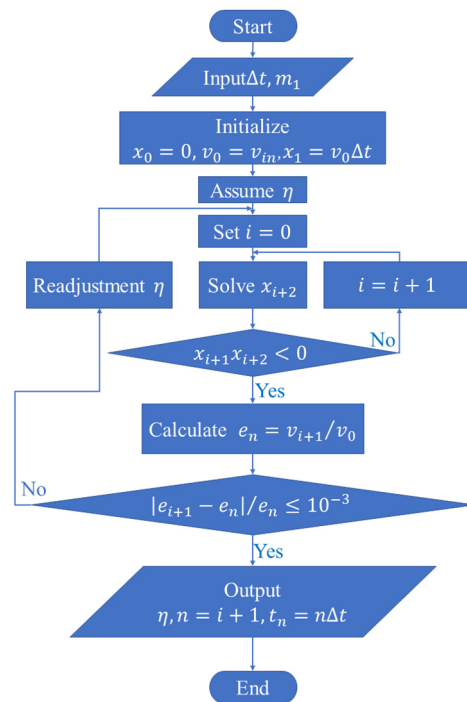 Start
InputΔt, m₁
Initialize
x₀ = 0, v₀ = vᵢₙ,x₁ = v₀Δt
Assume η
Set i = 0
Readjustment η
Solve xᵢ₊₂
i = i + 1
xᵢ₊₁xᵢ₊₂ < 0
No
Yes
Calculate eₙ = vᵢ₊₁/v₀
No
|eᵢ₊₁ − eₙ|/eₙ ≤ 10⁻³
Yes
Output
η, n = i + 1, tₙ = nΔt
End